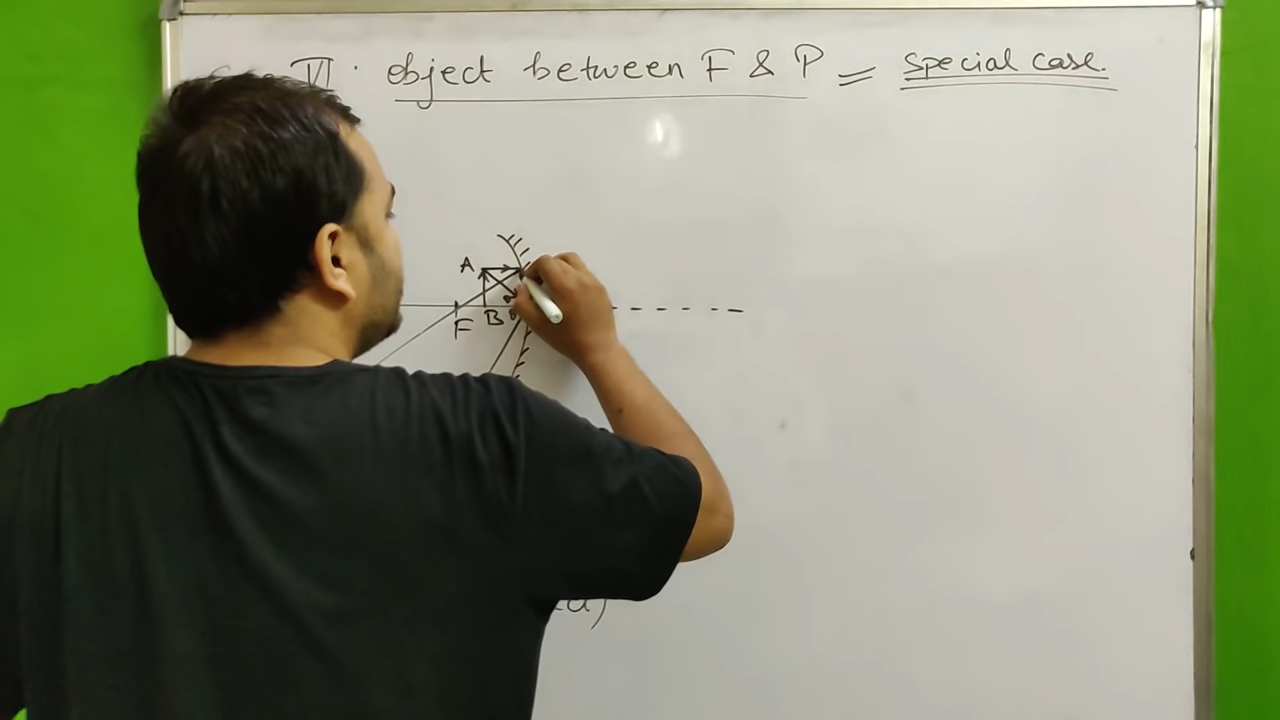 VI. object between F & P = special case.
A
F B